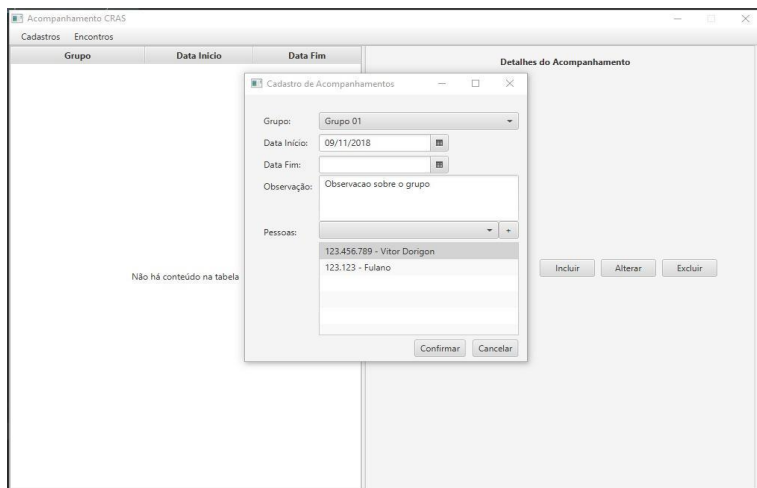 Acompanhamento CRAS
Cadastros Encontros
Grupo Data Inicio Data Fim
Detalhes do Acompanhamento
Cadastro de Acompanhamentos
Grupo: Grupo 01
Data Início: 09/11/2018
Data Fim:
Observação: Observacao sobre o grupo
Pessoas: +
123.456.789 - Vitor Dorigon
123.123 - Fulano
Não há conteúdo na tabela
Incluir Alterar Excluir
Confirmar Cancelar